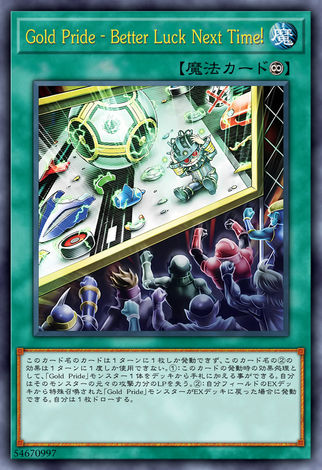 Gold Pride - Better Luck Next Time!
魔
【魔法カード♾】
このカード名のカードは1ターンに1枚しか発動できず、このカード名の②の
効果は1ターンに1度しか使用できない。①:このカードの発動時の効果処理と
して、「Gold Pride」モンスター1体をデッキから手札に加える事ができる。自分
はそのモンスターの元々の攻撃力分のLPを失う。②:自分フィールドのEXデッ
キから特殊召喚された「Gold Pride」モンスターがEXデッキに戻った場合に発動
できる。自分は1枚ドローする。
54670997